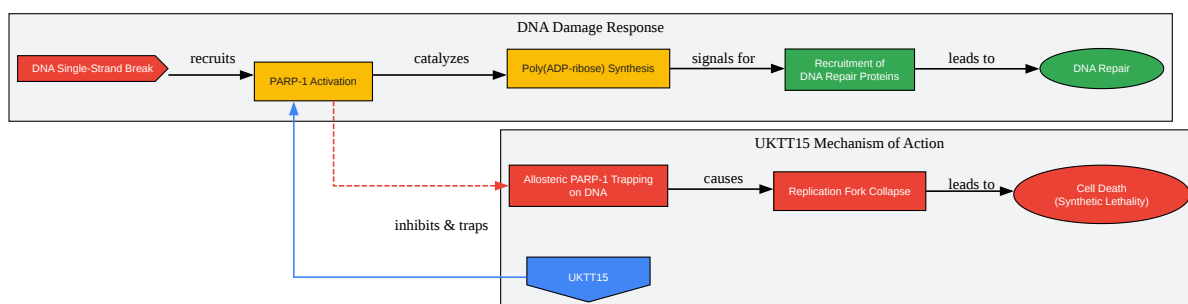 DNA Damage Response
DNA Single-Strand Break
recruits
PARP-1 Activation
catalyzes
Poly(ADP-ribose) Synthesis
signals for
Recruitment of
DNA Repair Proteins
leads to
DNA Repair
UKTT15 Mechanism of Action
Allosteric PARP-1 Trapping
on DNA
causes
Replication Fork Collapse
leads to
Cell Death
(Synthetic Lethality)
inhibits & traps
UKTT15